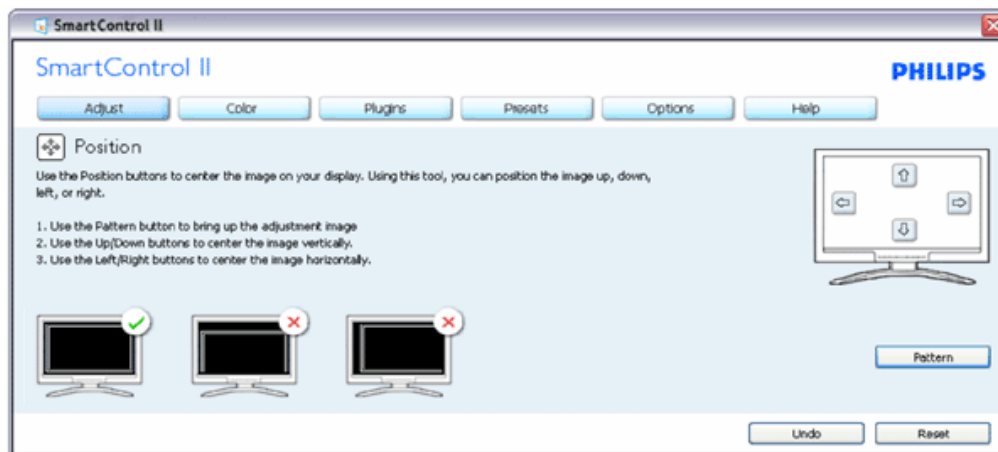 SmartControl II
SmartControl II
PHILIPS
Adjust
Color
Plugins
Presets
Options
Help
Position
Use the Position buttons to center the image on your display. Using this tool, you can position the image up, down,
left, or right.
1. Use the Pattern button to bring up the adjustment image
2. Use the Up/Down buttons to center the image vertically.
3. Use the Left/Right buttons to center the image horizontally.
Pattern
Undo
Reset